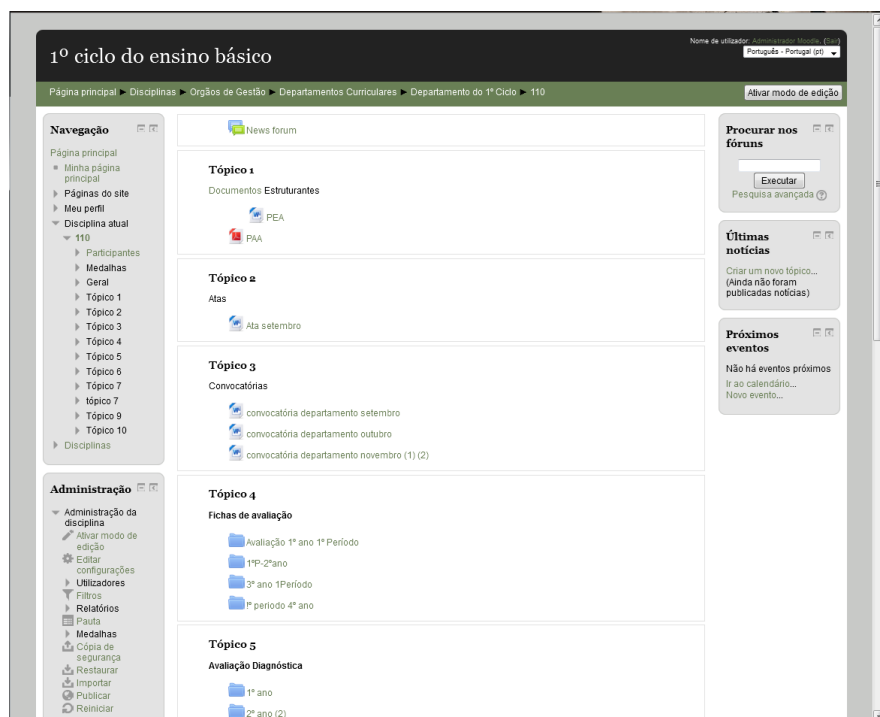 1º ciclo do ensino básico
Nome de utilizador: Administrador Moodle. (Sair)
Português - Portugal (pt)
Página principal ► Disciplinas ► Orgãos de Gestão ► Departamentos Curriculares ► Departamento do 1º Ciclo ► 110
Ativar modo de edição
Navegação
Página principal
Minha página
principal
Páginas do site
Meu perfil
Disciplina atual
110
Participantes
Medalhas
Geral
Tópico 1
Tópico 2
Tópico 3
Tópico 4
Tópico 5
Tópico 6
Tópico 7
tópico 7
Tópico 9
Tópico 10
Disciplinas
Administração
Administração da
disciplina
Ativar modo de
edição
Editar
configurações
Utilizadores
Filtros
Relatórios
Pauta
Medalhas
Cópia de
segurança
Restaurar
Importar
Publicar
Reiniciar
News forum
Tópico 1
Documentos Estruturantes
PEA
PAA
Tópico 2
Atas
Ata setembro
Tópico 3
Convocatórias
convocatória departamento setembro
convocatória departamento outubro
convocatória departamento novembro (1) (2)
Tópico 4
Fichas de avaliação
Avaliação 1º ano 1º Período
1ºP-2ºano
3º ano 1Período
!º periodo 4º ano
Tópico 5
Avaliação Diagnóstica
1º ano
2º ano (2)
Procurar nos
fóruns
Executar
Pesquisa avançada
Últimas
notícias
Criar um novo tópico...
(Ainda não foram
publicadas notícias)
Próximos
eventos
Não há eventos próximos
Ir ao calendário...
Novo evento...